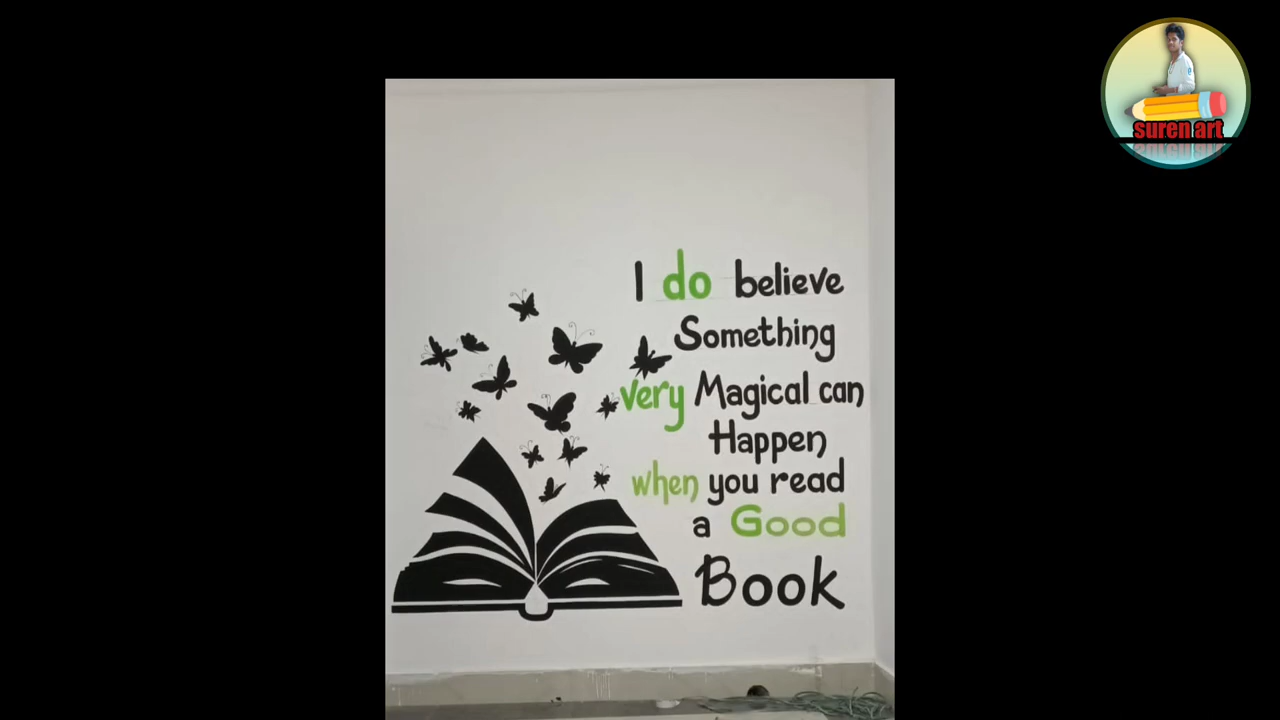 I do believe
Something
very Magical can
Happen
when you read
a Good
Book
suren art